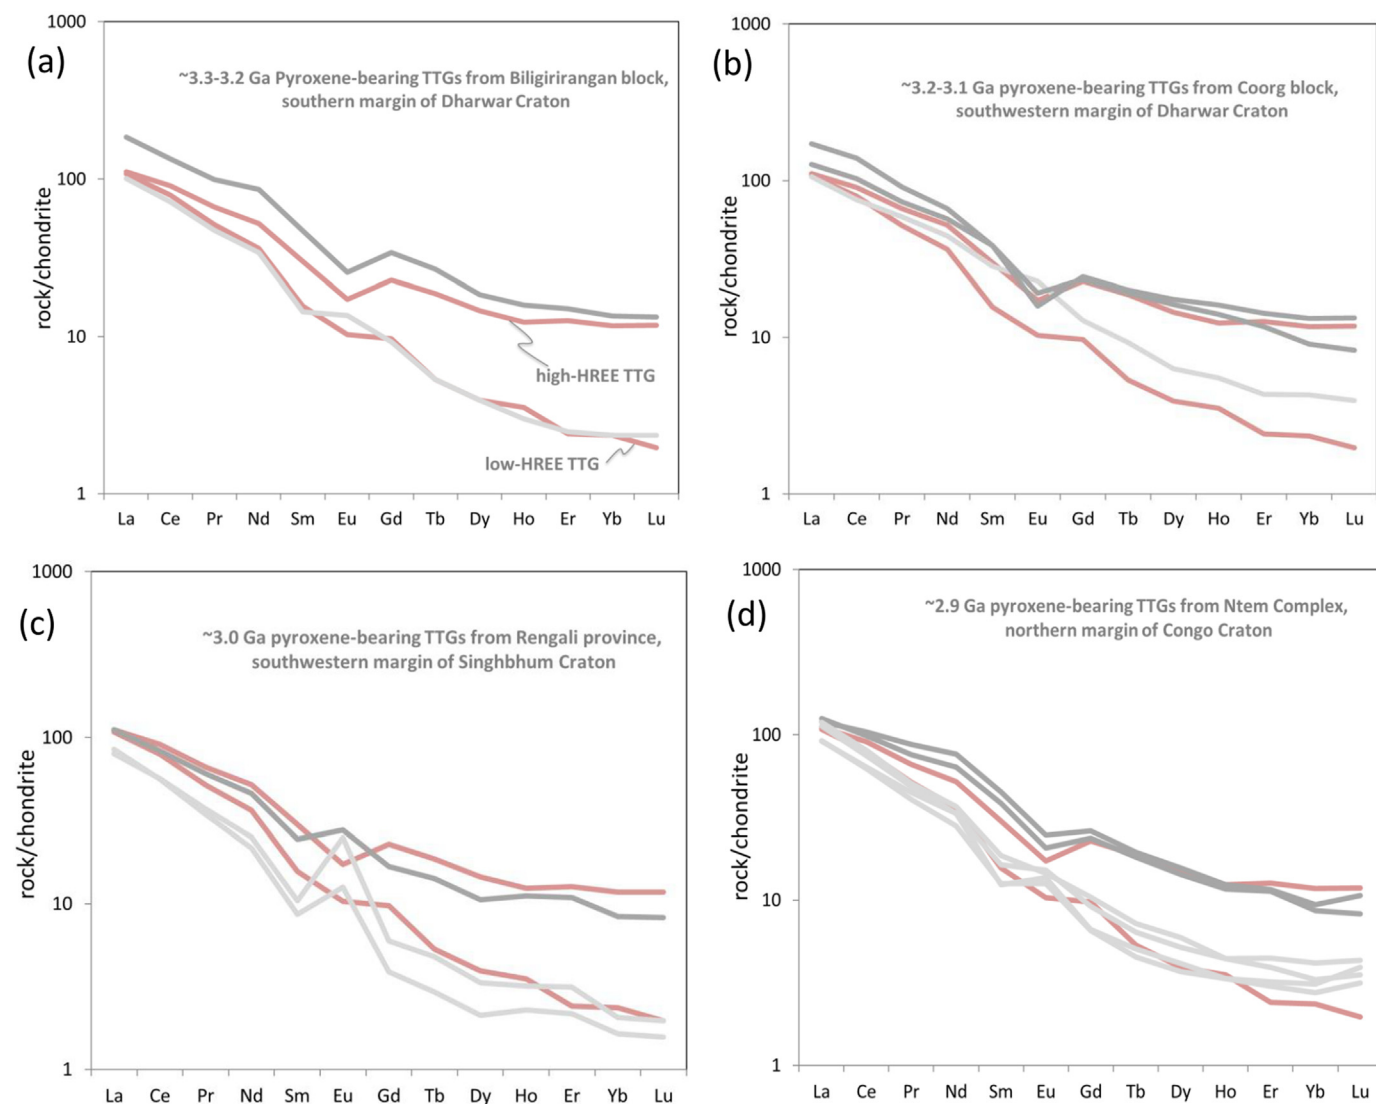 (a)
1000
~3.3-3.2 Ga Pyroxene-bearing TTGs from Biligirirangan block,
southern margin of Dharwar Craton
100
rock/chondrite
10
high-HREE TTG
low-HREE TTG
1
La Ce Pr Nd Sm Eu Gd Tb Dy Ho Er Yb Lu
(b)
1000
~3.2-3.1 Ga pyroxene-bearing TTGs from Coorg block,
southwestern margin of Dharwar Craton
100
rock/chondrite
10
1
La Ce Pr Nd Sm Eu Gd Tb Dy Ho Er Yb Lu
(c)
1000
~3.0 Ga pyroxene-bearing TTGs from Rengali province,
southwestern margin of Singhbhum Craton
100
rock/chondrite
10
1
La Ce Pr Nd Sm Eu Gd Tb Dy Ho Er Yb Lu
(d)
1000
~2.9 Ga pyroxene-bearing TTGs from Ntem Complex,
northern margin of Congo Craton
100
rock/chondrite
10
1
La Ce Pr Nd Sm Eu Gd Tb Dy Ho Er Yb Lu